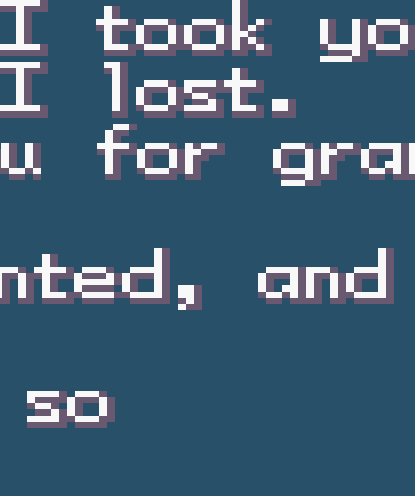 I took yo
I lost.
u for gran
nted, and
so